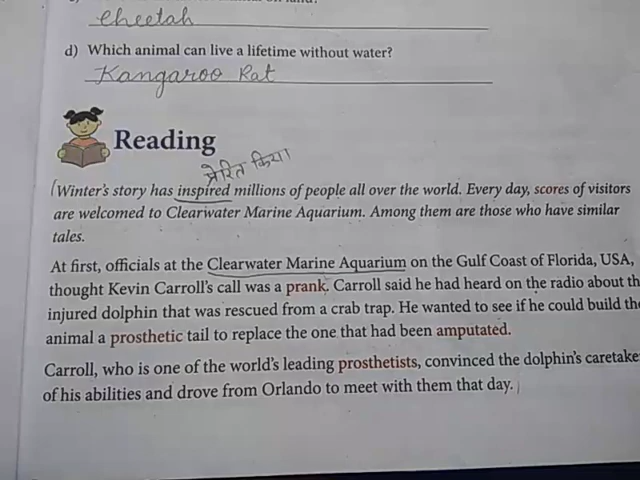 cheetah
d) Which animal can live a lifetime without water?
Kangaroo Rat
Reading
प्रेरित किया
Winter's story has inspired millions of people all over the world. Every day, scores of visitors
are welcomed to Clearwater Marine Aquarium. Among them are those who have similar
tales.
At first, officials at the Clearwater Marine Aquarium on the Gulf Coast of Florida, USA,
thought Kevin Carroll's call was a prank. Carroll said he had heard on the radio about th
injured dolphin that was rescued from a crab trap. He wanted to see if he could build the
animal a prosthetic tail to replace the one that had been amputated.
Carroll, who is one of the world's leading prosthetists, convinced the dolphin's caretake
of his abilities and drove from Orlando to meet with them that day.